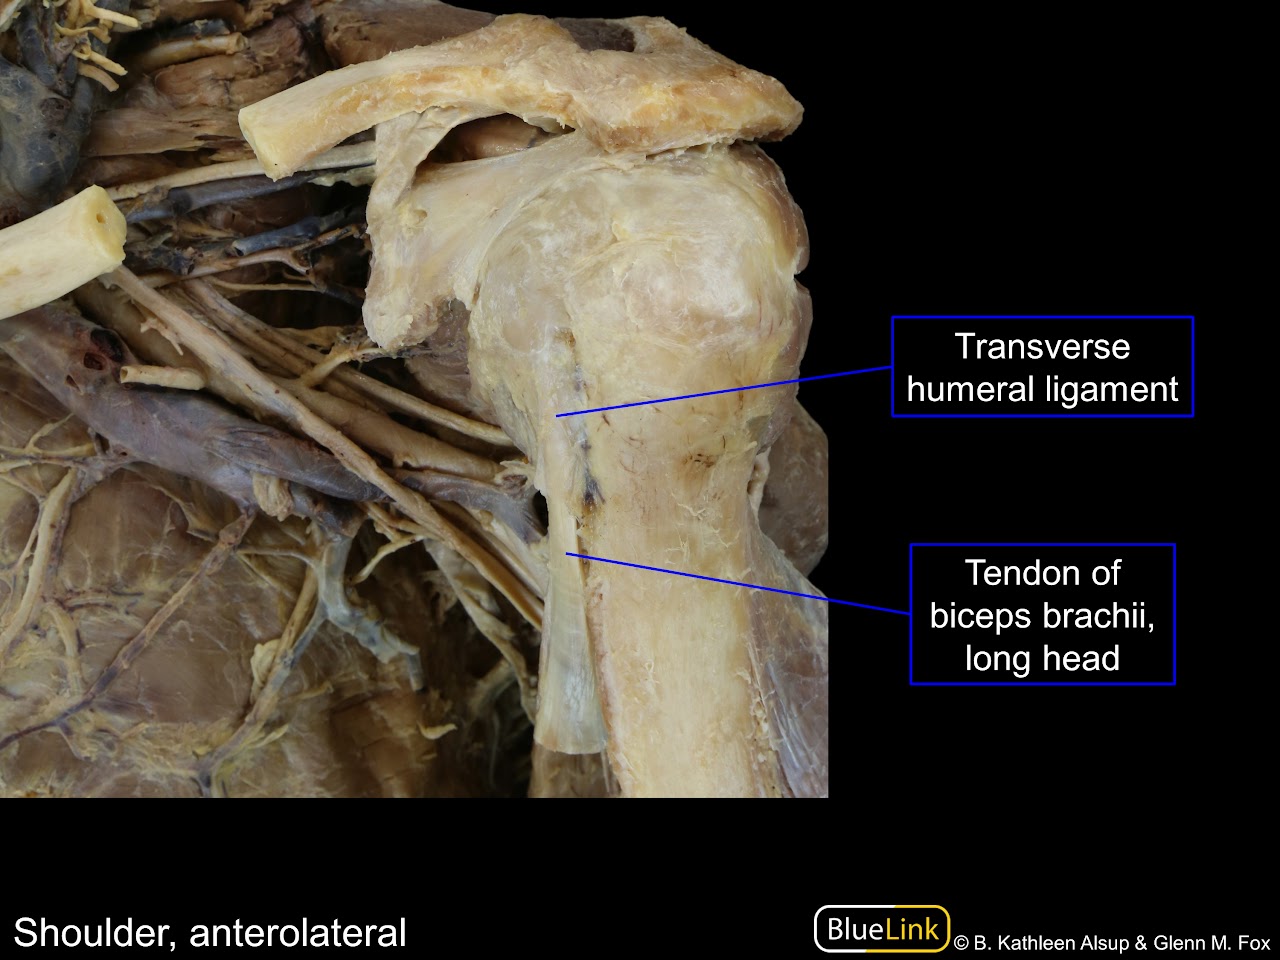 Transverse
humeral ligament
Tendon of
biceps brachii,
long head
Shoulder, anterolateral
BlueLink
© B. Kathleen Alsup & Glenn M. Fox